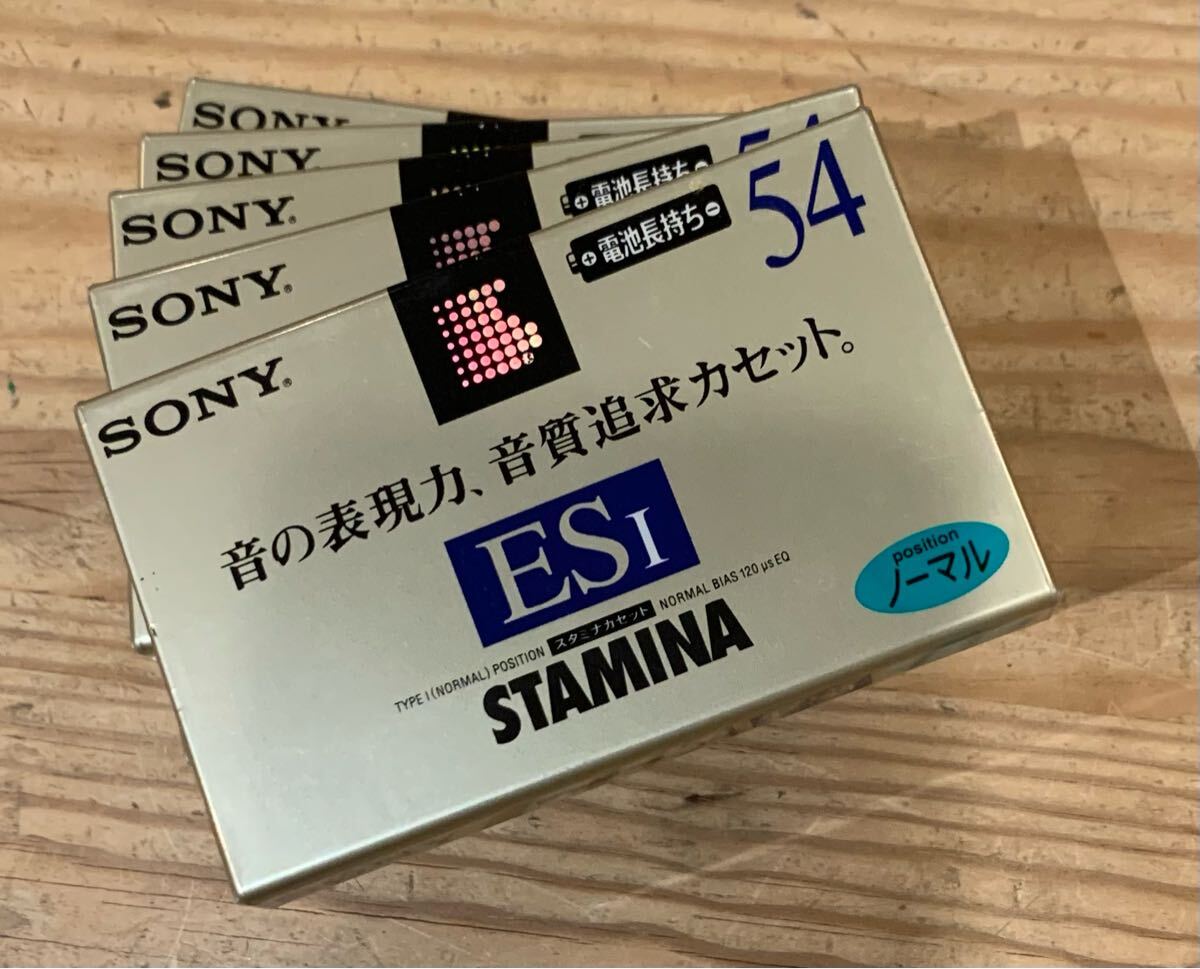 SONY
SONY
SONY®
SONY®
電池長持ち
54
SONY®
電池長持ち
54
音の表現力、音質追求カセット。
ESI
position
ノーマル
TYPE I (NORMAL) POSITION スタミナカセット NORMAL BIAS 120 μs EQ
STAMINA